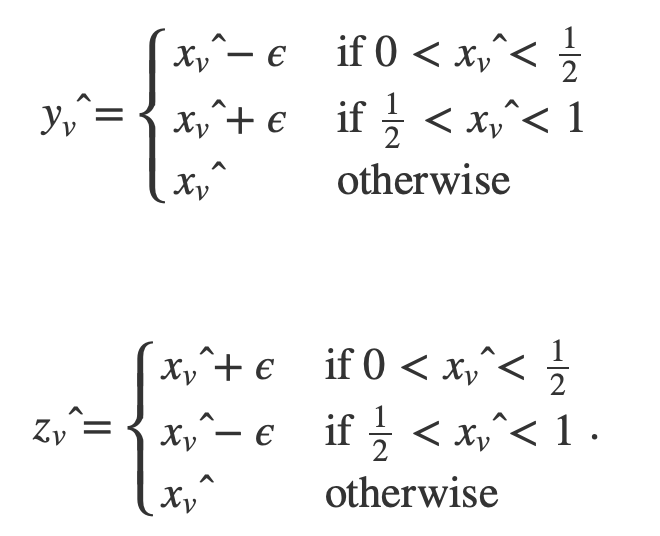 y_v^= { x_v^− ϵ if 0 < x_v^< 1/2
x_v^+ ϵ if 1/2 < x_v^< 1
x_v^ otherwise
z_v^= { x_v^+ ϵ if 0 < x_v^< 1/2
x_v^− ϵ if 1/2 < x_v^< 1 .
x_v^ otherwise